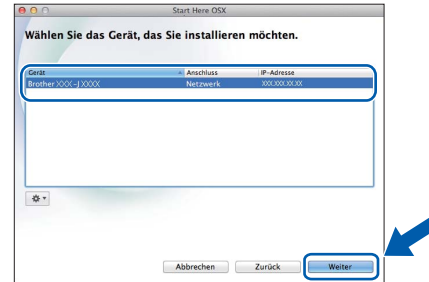 Start Here OSX
Wählen Sie das Gerät, das Sie installieren möchten.
Gerät Anschluss IP-Adresse
Brother XXX-JXXXX Netzwerk XXX.XXX.XX.XX
Abbrechen Zurück Weiter